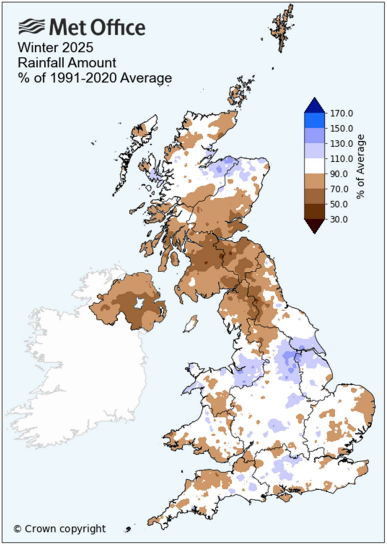 Met Office
Winter 2025
Rainfall Amount
% of 1991-2020 Average
170.0
150.0
130.0
110.0
90.0
70.0
50.0
30.0
% of Average
© Crown copyright